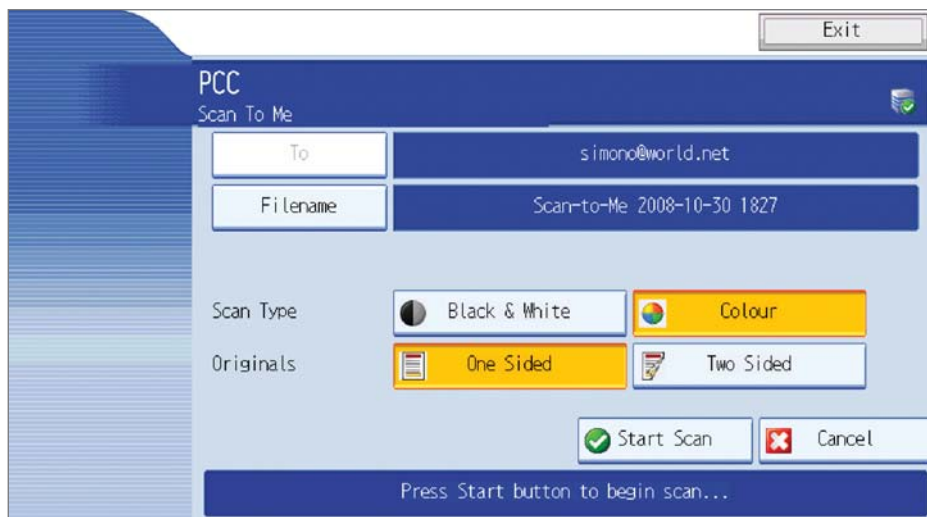 Exit
PCC
Scan To Me
To simono@world.net
Filename Scan-to-Me 2008-10-30 1827
Scan Type Black & White Colour
Originals One Sided Two Sided
Start Scan Cancel
Press Start button to begin scan...